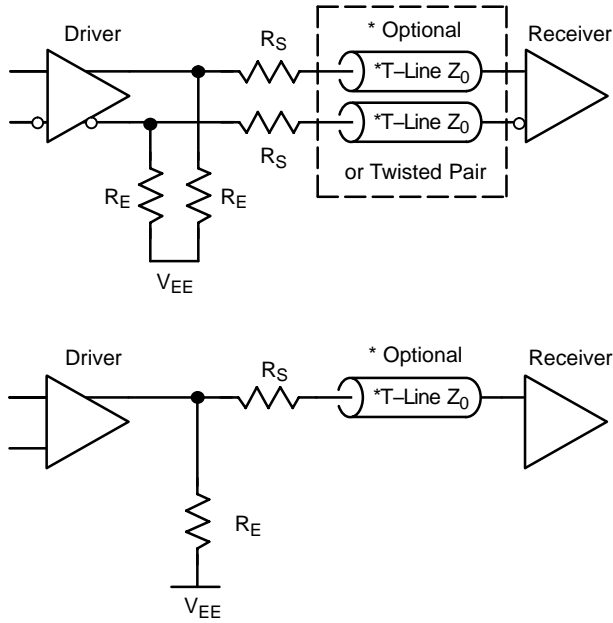 Driver
R_S
* Optional
Receiver
*T–Line Z_0
*T–Line Z_0
R_S
or Twisted Pair
R_E
R_E
V_EE
Driver
R_S
* Optional
Receiver
*T–Line Z_0
R_E
V_EE